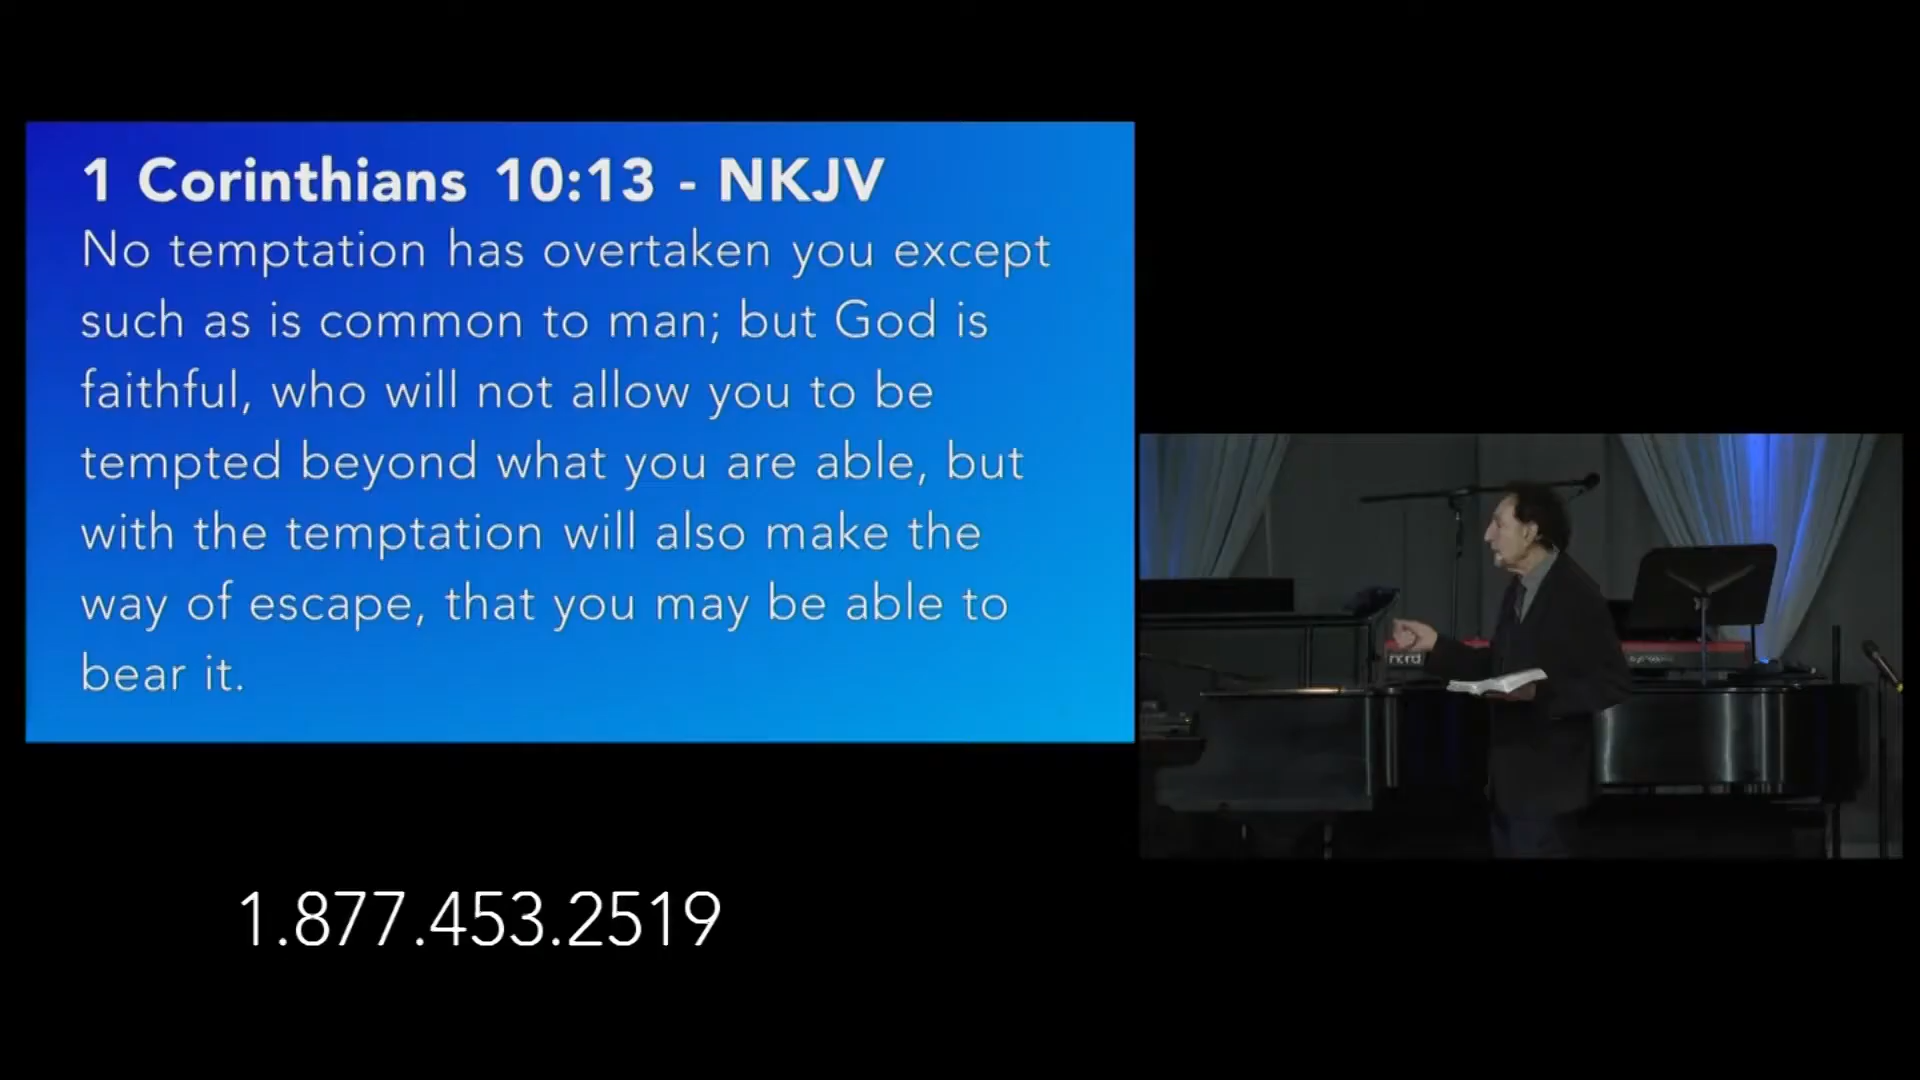 1 Corinthians 10:13 - NKJV
No temptation has overtaken you except
such as is common to man; but God is
faithful, who will not allow you to be
tempted beyond what you are able, but
with the temptation will also make the
way of escape, that you may be able to
bear it.
nord
1.877.453.2519